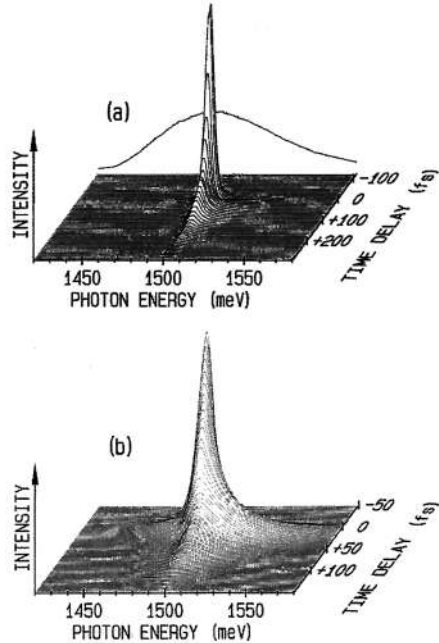 (a)
INTENSITY
-100
0
+100
+200
TIME DELAY (fs)
1450 1500 1550
PHOTON ENERGY (meV)
(b)
INTENSITY
-50
0
+50
+100
TIME DELAY (fs)
1450 1500 1550
PHOTON ENERGY (meV)